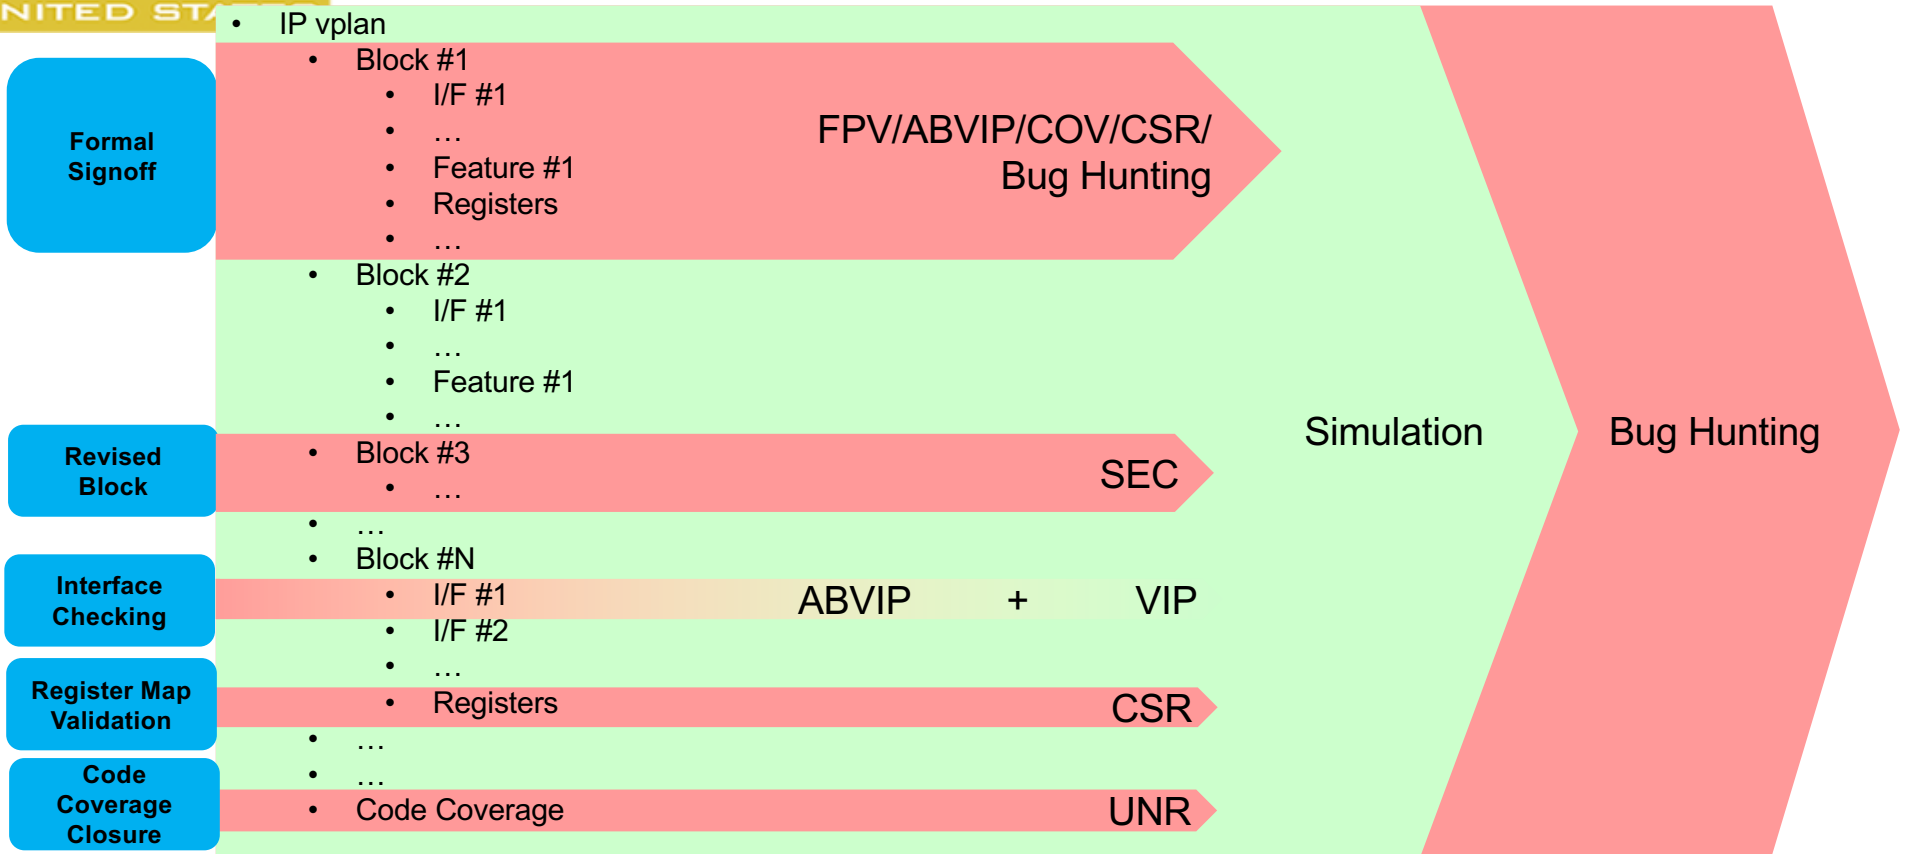 NITED STA
• IP vplan
• Block #1
• I/F #1
• …
• Feature #1
• Registers
• …
FPV/ABVIP/COV/CSR/
Bug Hunting
Formal
Signoff
• Block #2
• I/F #1
• …
• Feature #1
• …
Simulation
Bug Hunting
Revised
Block
• Block #3
• …
SEC
• …
• Block #N
Interface
Checking
• I/F #1
ABVIP + VIP
• I/F #2
• …
Register Map
Validation
• Registers
CSR
• …
• …
Code
Coverage
Closure
• Code Coverage
UNR